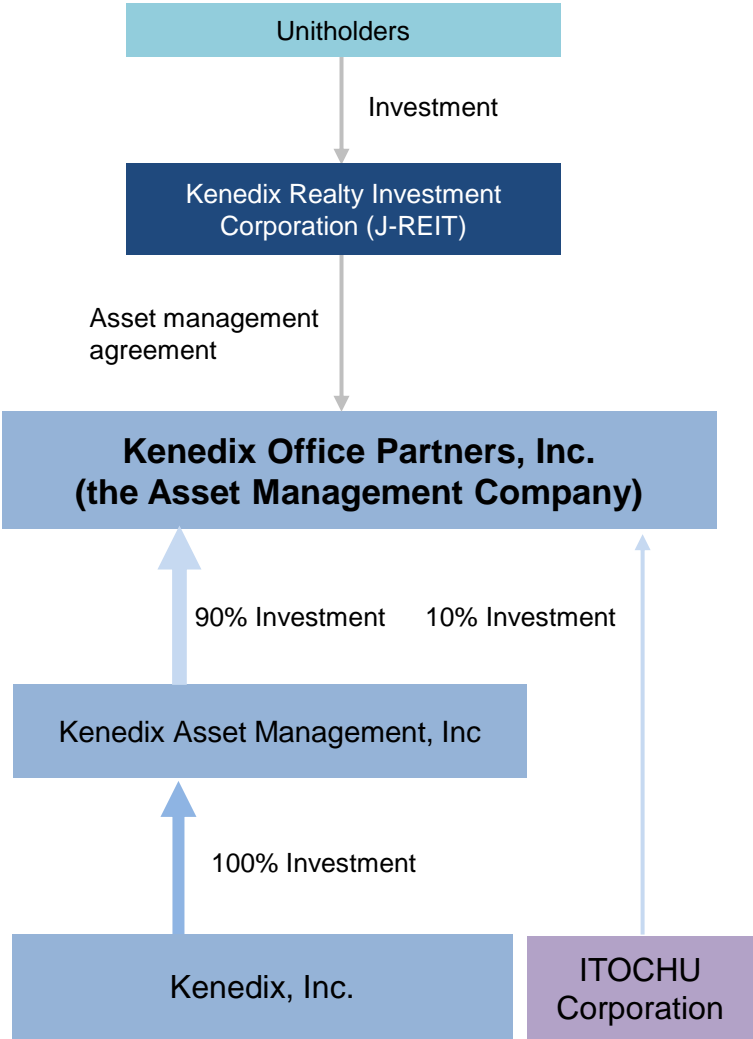 Unitholders
Investment
Kenedix Realty Investment
Corporation (J-REIT)
Asset management
agreement
Kenedix Office Partners, Inc.
(the Asset Management Company)
90% Investment
10% Investment
Kenedix Asset Management, Inc
100% Investment
Kenedix, Inc.
ITOCHU
Corporation